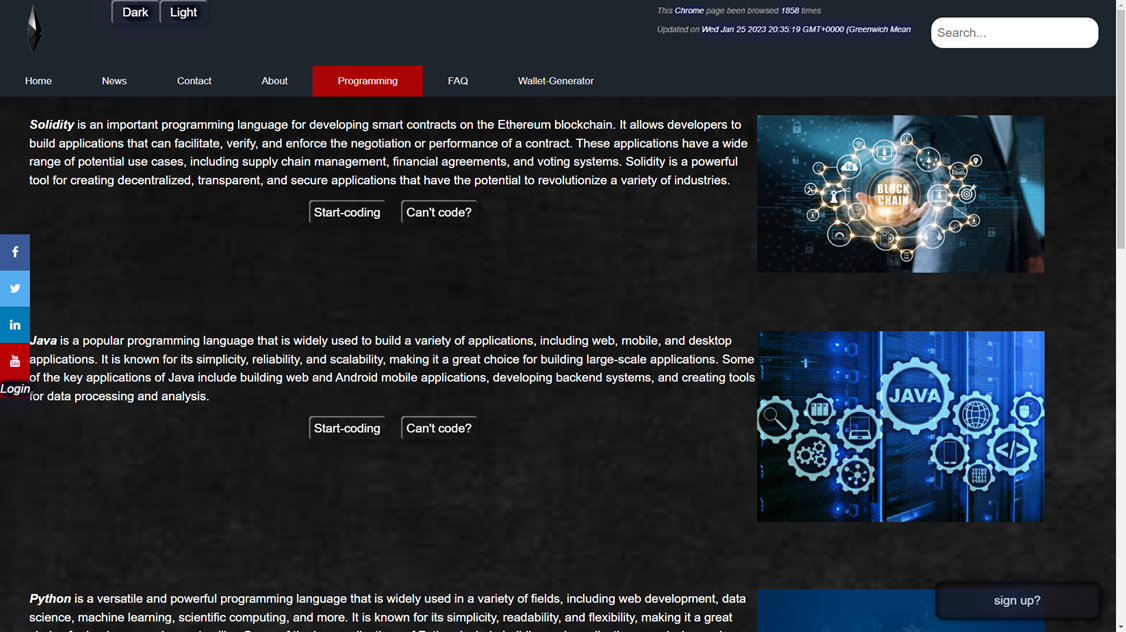 Dark
Light
This Chrome page been browsed 1858 times
Updated on Wed Jan 25 2023 20:35:19 GMT+0000 (Greenwich Mean
Search...
Home
News
Contact
About
Programming
FAQ
Wallet-Generator
Solidity is an important programming language for developing smart contracts on the Ethereum blockchain. It allows developers to
build applications that can facilitate, verify, and enforce the negotiation or performance of a contract. These applications have a wide
range of potential use cases, including supply chain management, financial agreements, and voting systems. Solidity is a powerful
tool for creating decentralized, transparent, and secure applications that have the potential to revolutionize a variety of industries.
Start-coding
Can't code?
BLOCK
CHAIN
Java is a popular programming language that is widely used to build a variety of applications, including web, mobile, and desktop
applications. It is known for its simplicity, reliability, and scalability, making it a great choice for building large-scale applications. Some
of the key applications of Java include building web and Android mobile applications, developing backend systems, and creating tools
for data processing and analysis.
Login
Start-coding
Can't code?
JAVA
Python is a versatile and powerful programming language that is widely used in a variety of fields, including web development, data
science, machine learning, scientific computing, and more. It is known for its simplicity, readability, and flexibility, making it a great
sign up?